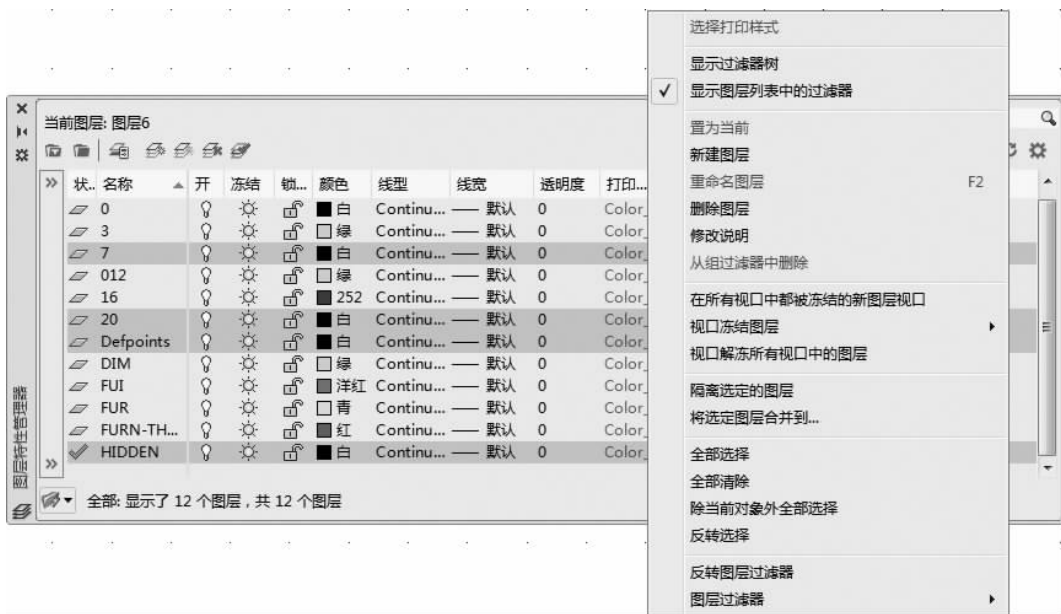 当前图层: 图层6
状.. 名称 开 冻结 锁... 颜色 线型 线宽 透明度 打印...
0 白 Continu... 默认 0 Color_
3 绿 Continu... 默认 0 Color_
7 白 Continu... 默认 0 Color_
012 绿 Continu... 默认 0 Color_
16 252 Continu... 默认 0 Color_
20 白 Continu... 默认 0 Color_
Defpoints 白 Continu... 默认 0 Color_
DIM 绿 Continu... 默认 0 Color_
FUI 洋红 Continu... 默认 0 Color_
FUR 青 Continu... 默认 0 Color_
FURN-TH... 红 Continu... 默认 0 Color_
HIDDEN 白 Continu... 默认 0 Color_
全部: 显示了 12 个图层，共 12 个图层
图层特性管理器
选择打印样式
显示过滤器树
显示图层列表中的过滤器
置为当前
新建图层
重命名图层 F2
删除图层
修改说明
从组过滤器中删除
在所有视口中都被冻结的新图层视口
视口冻结图层
视口解冻所有视口中的图层
隔离选定的图层
将选定图层合并到...
全部选择
全部清除
除当前对象外全部选择
反转选择
反转图层过滤器
图层过滤器